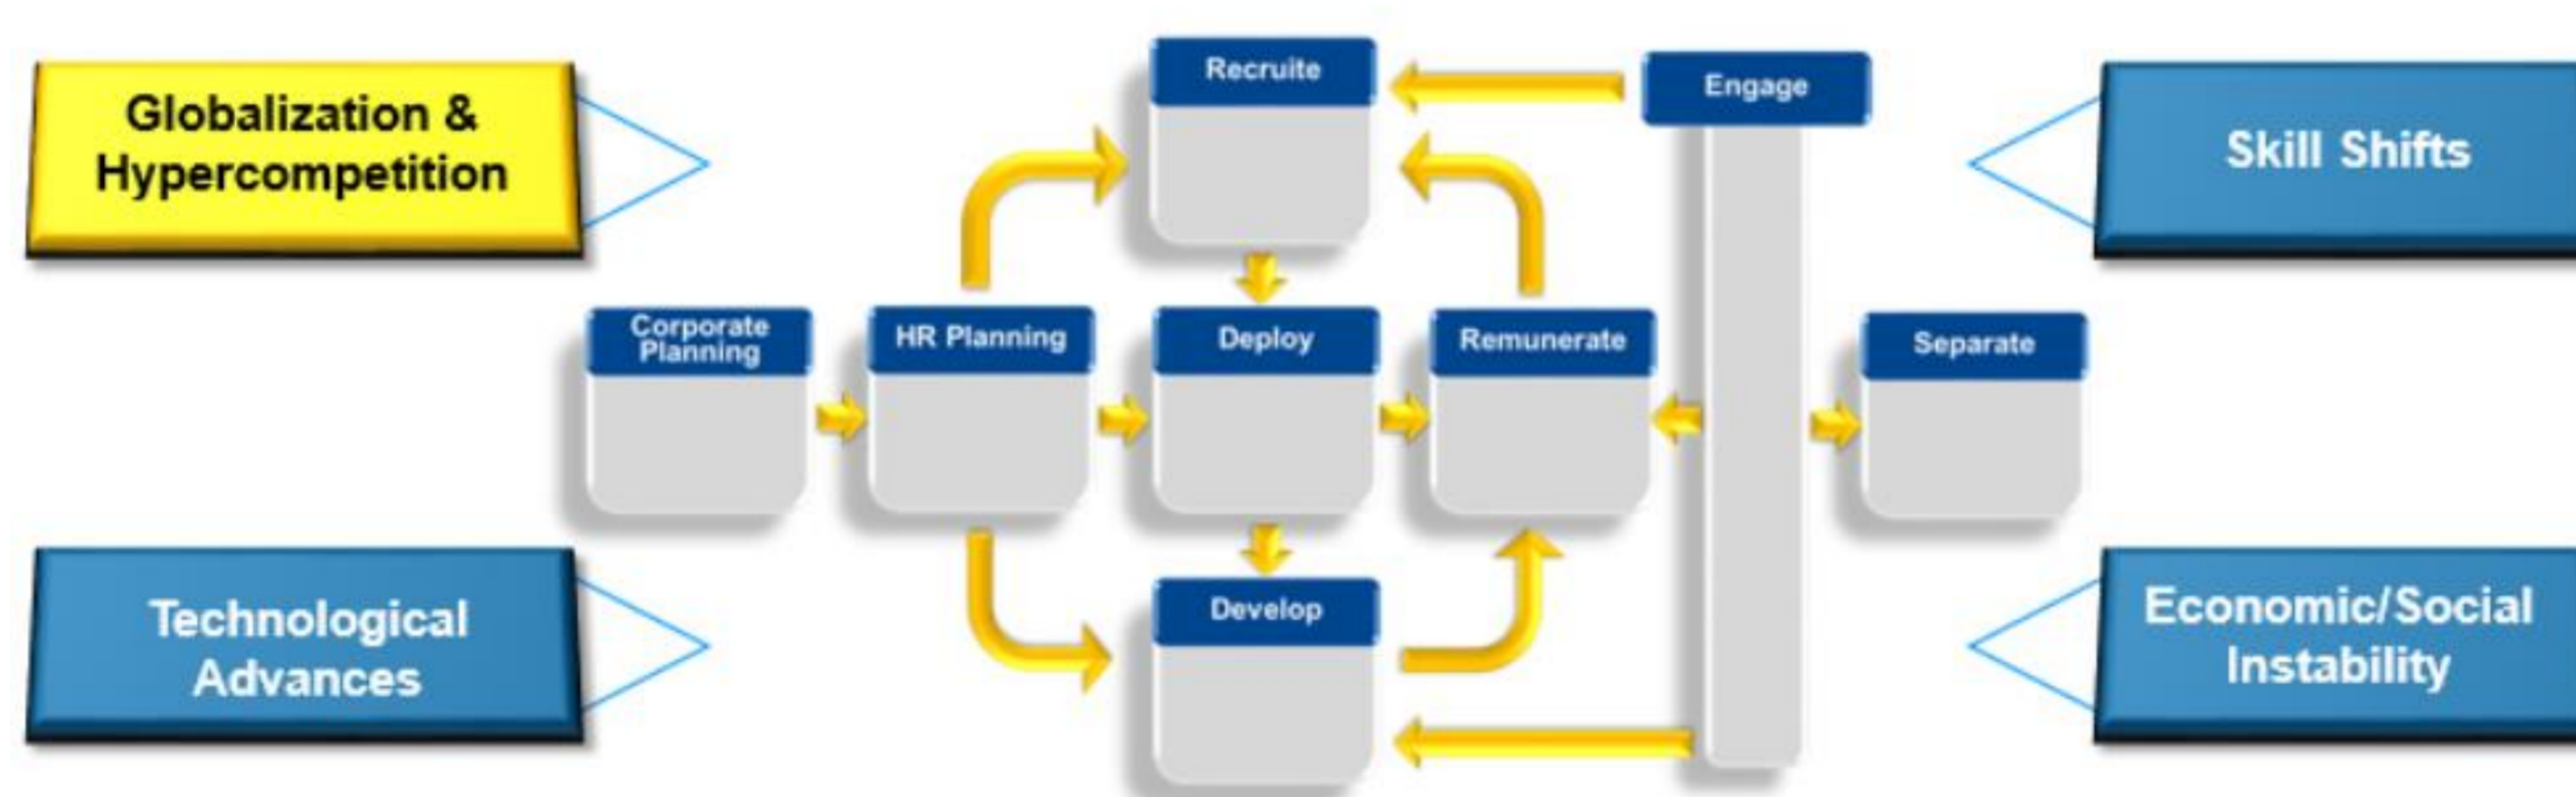 Recruite
Engage
Globalization &
Hypercompetition
Skill Shifts
Corporate
Planning
HR Planning
Deploy
Remunerate
Separate
Technological
Advances
Develop
Economic/Social
Instability